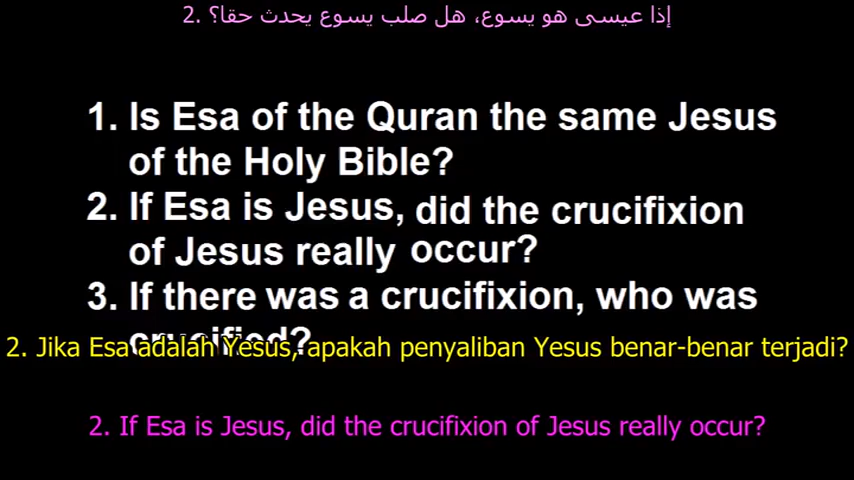 2. إذا عيسى هو يسوع، هل صلب يسوع يحدث حقا؟
1. Is Esa of the Quran the same Jesus
of the Holy Bible?
2. If Esa is Jesus, did the crucifixion
of Jesus really occur?
3. If there was a crucifixion, who was
crucified?
2. Jika Esa adalah Yesus, apakah penyaliban Yesus benar-benar terjadi?
2. If Esa is Jesus, did the crucifixion of Jesus really occur?